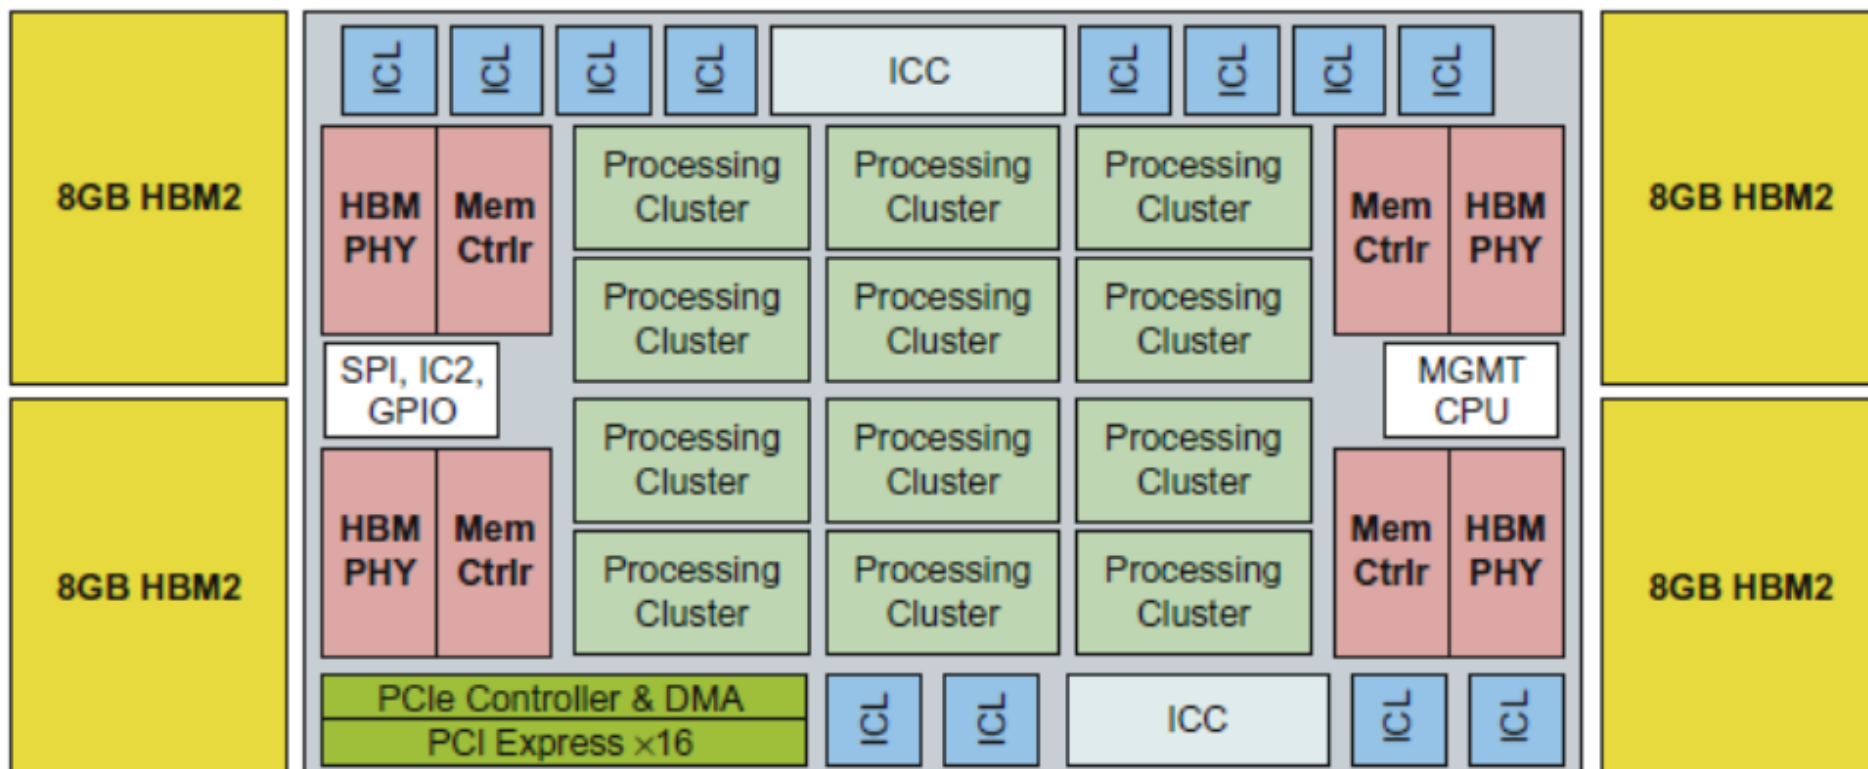 ICL
ICL
ICL
ICL
ICC
ICL
ICL
ICL
ICL
8GB HBM2
HBM
PHY
Mem
Ctrlr
Processing
Cluster
Processing
Cluster
Processing
Cluster
Mem
Ctrlr
HBM
PHY
8GB HBM2
Processing
Cluster
Processing
Cluster
Processing
Cluster
SPI, IC2,
GPIO
MGMT
CPU
8GB HBM2
HBM
PHY
Mem
Ctrlr
Processing
Cluster
Processing
Cluster
Processing
Cluster
Mem
Ctrlr
HBM
PHY
8GB HBM2
Processing
Cluster
Processing
Cluster
Processing
Cluster
PCIe Controller & DMA
PCI Express ×16
ICL
ICL
ICC
ICL
ICL